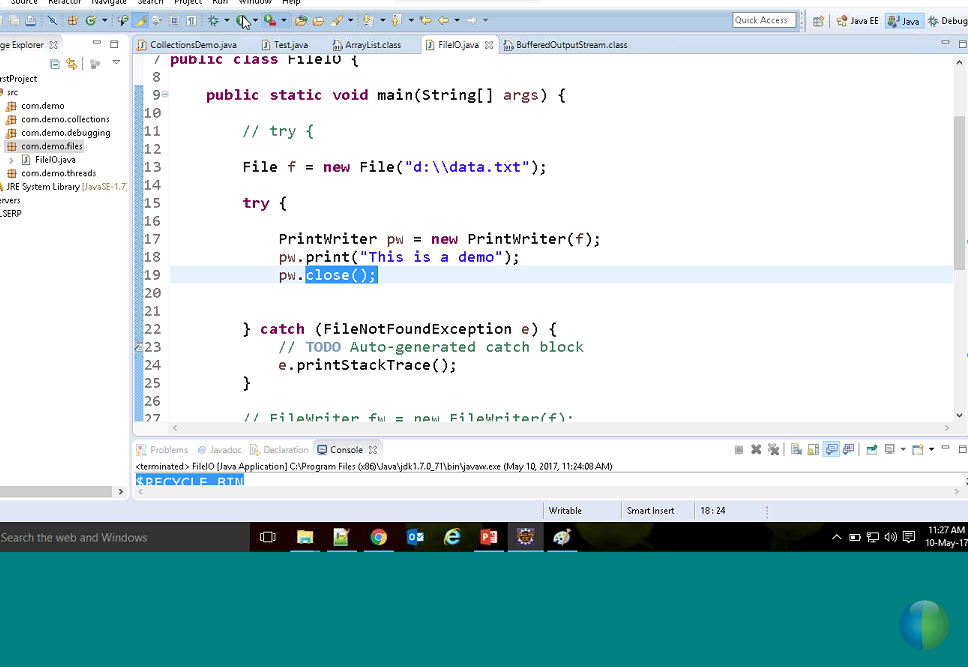 Source Refactor Navigate Search Project Run Window Help
Quick Access Java EE Java Debug
ge Explorer CollectionsDemo.java Test.java ArrayList.class FileIO.java BufferedOutputStream.class
rstProject
src
com.demo
com.demo.collections
com.demo.debugging
com.demo.files
FileIO.java
com.demo.threads
JRE System Library [JavaSE-1.7]
ervers
LSERP
7 public class FileIO {
8
9 public static void main(String[] args) {
10
11 // try {
12
13 File f = new File("d:\\data.txt");
14
15 try {
16
17 PrintWriter pw = new PrintWriter(f);
18 pw.print("This is a demo");
19 pw.close();
20
21
22 } catch (FileNotFoundException e) {
23 // TODO Auto-generated catch block
24 e.printStackTrace();
25 }
26
27 // FileWriter fw = new FileWriter(f);
Problems Javadoc Declaration Console
<terminated> FileIO [Java Application] C:\Program Files (x86)\Java\jdk1.7.0_71\bin\javaw.exe (May 10, 2017, 11:24:08 AM)
$RECYCLE.BIN
Writable Smart Insert 18 : 24
Search the web and Windows
11:27 AM
10-May-17